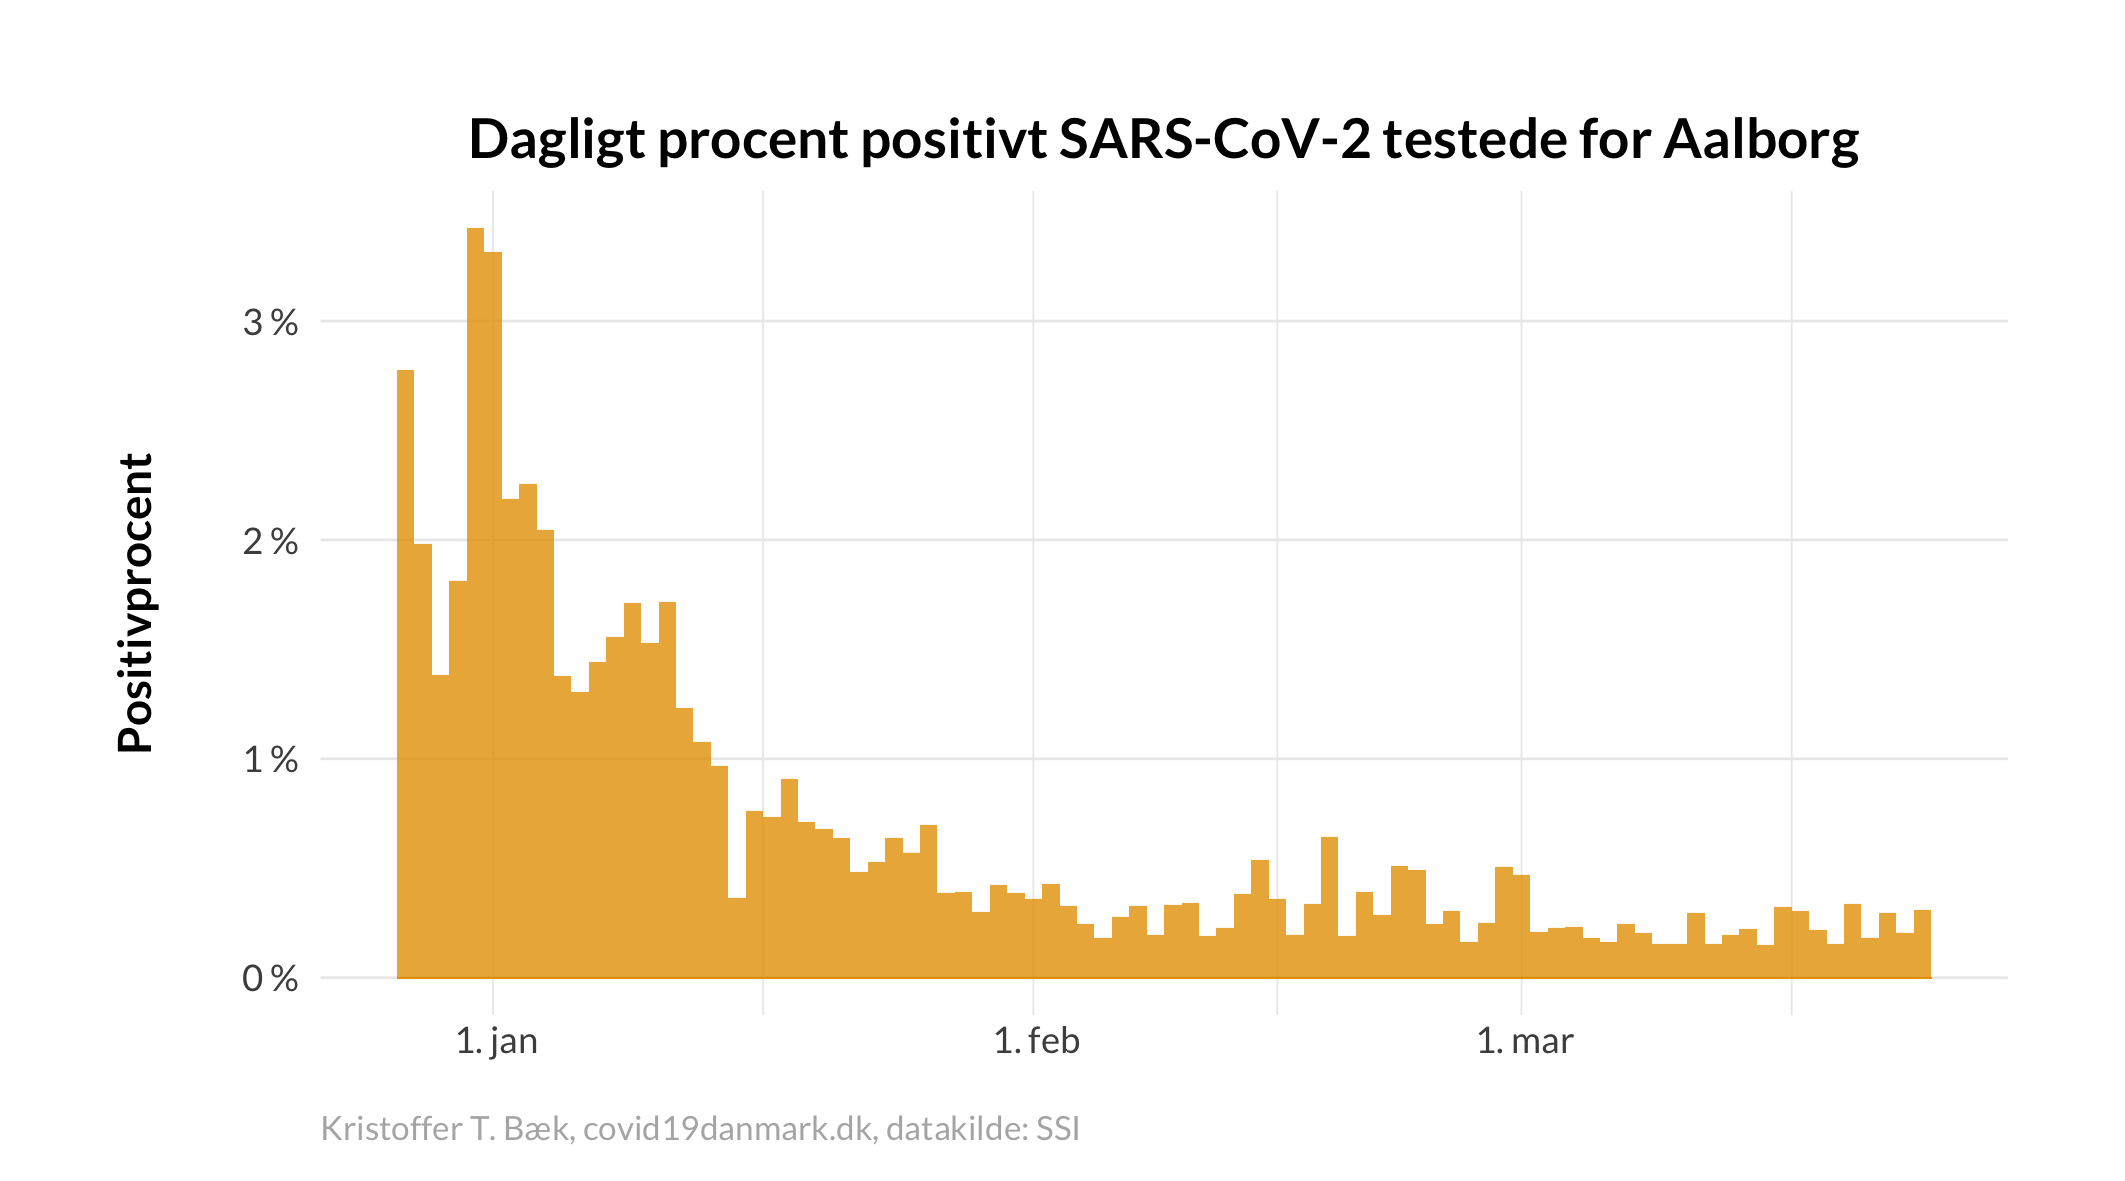 Dagligt procent positivt SARS-CoV-2 testede for Aalborg
Positivprocent
3 %
2 %
1 %
0 %
1. jan
1. feb
1. mar
Kristoffer T. Bæk, covid19danmark.dk, datakilde: SSI